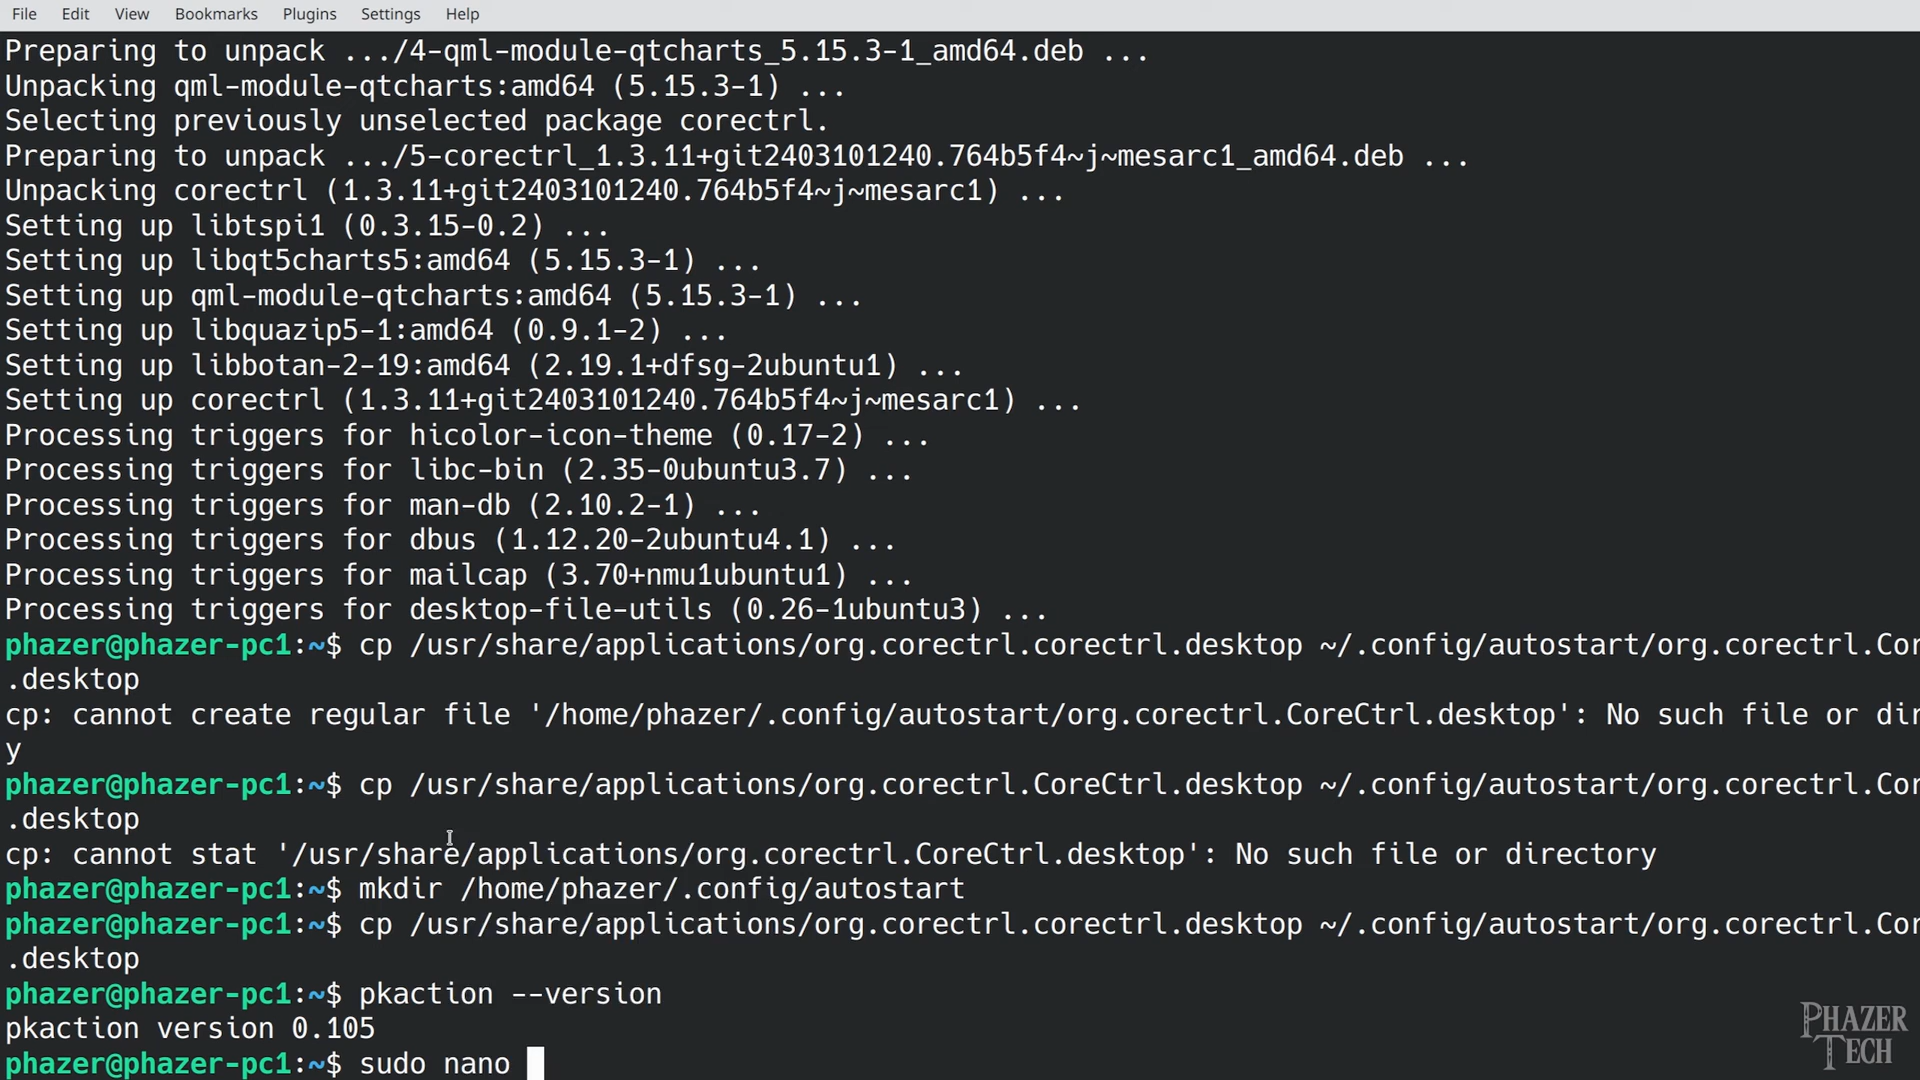 File Edit View Bookmarks Plugins Settings Help
Preparing to unpack .../4-qml-module-qtcharts_5.15.3-1_amd64.deb ...
Unpacking qml-module-qtcharts:amd64 (5.15.3-1) ...
Selecting previously unselected package corectrl.
Preparing to unpack .../5-corectrl_1.3.11+git2403101240.764b5f4~j~mesarc1_amd64.deb ...
Unpacking corectrl (1.3.11+git2403101240.764b5f4~j~mesarc1) ...
Setting up libtspi1 (0.3.15-0.2) ...
Setting up libqt5charts5:amd64 (5.15.3-1) ...
Setting up qml-module-qtcharts:amd64 (5.15.3-1) ...
Setting up libquazip5-1:amd64 (0.9.1-2) ...
Setting up libbotan-2-19:amd64 (2.19.1+dfsg-2ubuntu1) ...
Setting up corectrl (1.3.11+git2403101240.764b5f4~j~mesarc1) ...
Processing triggers for hicolor-icon-theme (0.17-2) ...
Processing triggers for libc-bin (2.35-0ubuntu3.7) ...
Processing triggers for man-db (2.10.2-1) ...
Processing triggers for dbus (1.12.20-2ubuntu4.1) ...
Processing triggers for mailcap (3.70+nmu1ubuntu1) ...
Processing triggers for desktop-file-utils (0.26-1ubuntu3) ...
phazer@phazer-pc1:~$ cp /usr/share/applications/org.corectrl.corectrl.desktop ~/.config/autostart/org.corectrl.Cor
.desktop
cp: cannot create regular file '/home/phazer/.config/autostart/org.corectrl.CoreCtrl.desktop': No such file or dir
y
phazer@phazer-pc1:~$ cp /usr/share/applications/org.corectrl.CoreCtrl.desktop ~/.config/autostart/org.corectrl.Cor
.desktop
cp: cannot stat '/usr/share/applications/org.corectrl.CoreCtrl.desktop': No such file or directory
phazer@phazer-pc1:~$ mkdir /home/phazer/.config/autostart
phazer@phazer-pc1:~$ cp /usr/share/applications/org.corectrl.corectrl.desktop ~/.config/autostart/org.corectrl.Cor
.desktop
phazer@phazer-pc1:~$ pkaction --version
pkaction version 0.105
phazer@phazer-pc1:~$ sudo nano
PHAZER
TECH